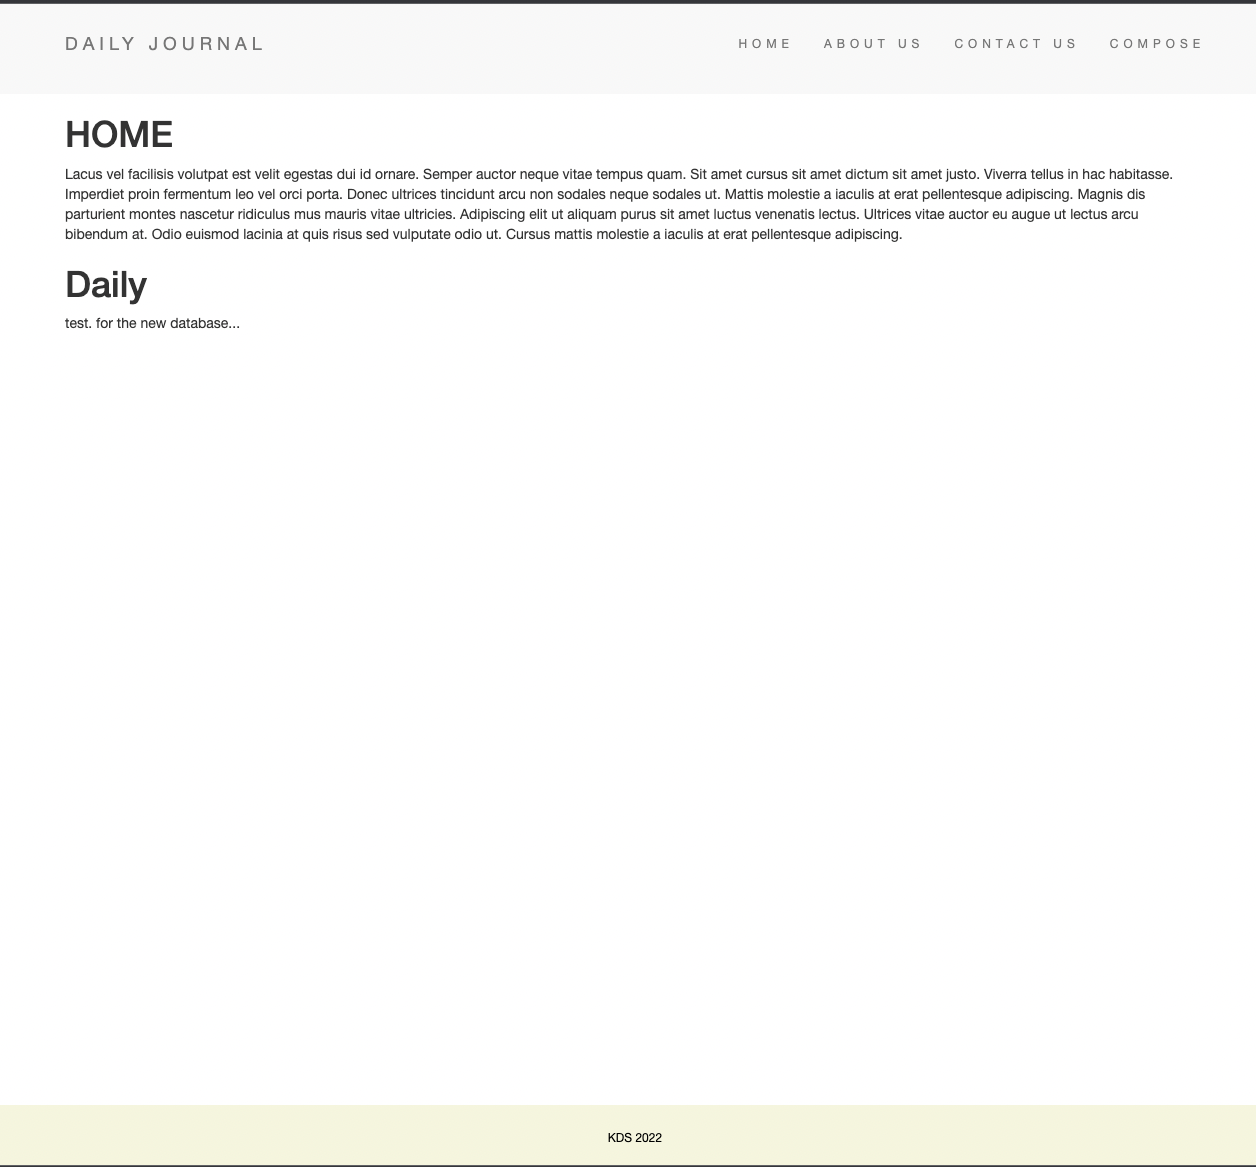 DAILY JOURNAL
HOME
ABOUT US
CONTACT US
COMPOSE
HOME
Lacus vel facilisis volutpat est velit egestas dui id ornare. Semper auctor neque vitae tempus quam. Sit amet cursus sit amet dictum sit amet justo. Viverra tellus in hac habitasse.
Imperdiet proin fermentum leo vel orci porta. Donec ultrices tincidunt arcu non sodales neque sodales ut. Mattis molestie a iaculis at erat pellentesque adipiscing. Magnis dis
parturient montes nascetur ridiculus mus mauris vitae ultricies. Adipiscing elit ut aliquam purus sit amet luctus venenatis lectus. Ultrices vitae auctor eu augue ut lectus arcu
bibendum at. Odio euismod lacinia at quis risus sed vulputate odio ut. Cursus mattis molestie a iaculis at erat pellentesque adipiscing.
Daily
test. for the new database...
KDS 2022